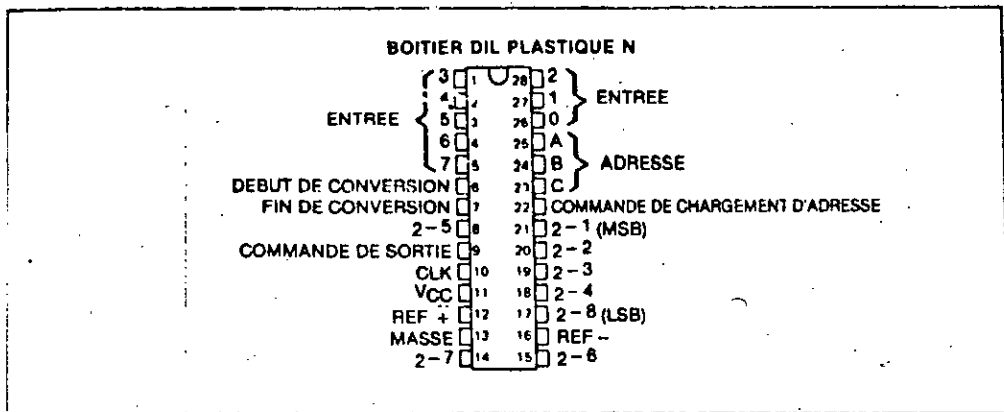 BOITIER DIL PLASTIQUE N
3 1 28 2
4 2 27 1
ENTREE 5 3 26 0 ENTREE
6 4 25 A
7 5 24 B ADRESSE
DEBUT DE CONVERSION 6 23 C
FIN DE CONVERSION 7 22 COMMANDE DE CHARGEMENT D'ADRESSE
2-5 8 21 2-1 (MSB)
COMMANDE DE SORTIE 9 20 2-2
CLK 10 19 2-3
VCC 11 18 2-4
REF + 12 17 2-8 (LSB)
MASSE 13 16 REF -
2-7 14 15 2-6